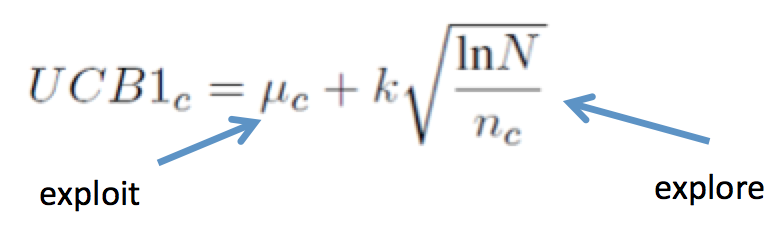 UCB1_c = μ_c + k√(lnN / n_c)
exploit
explore